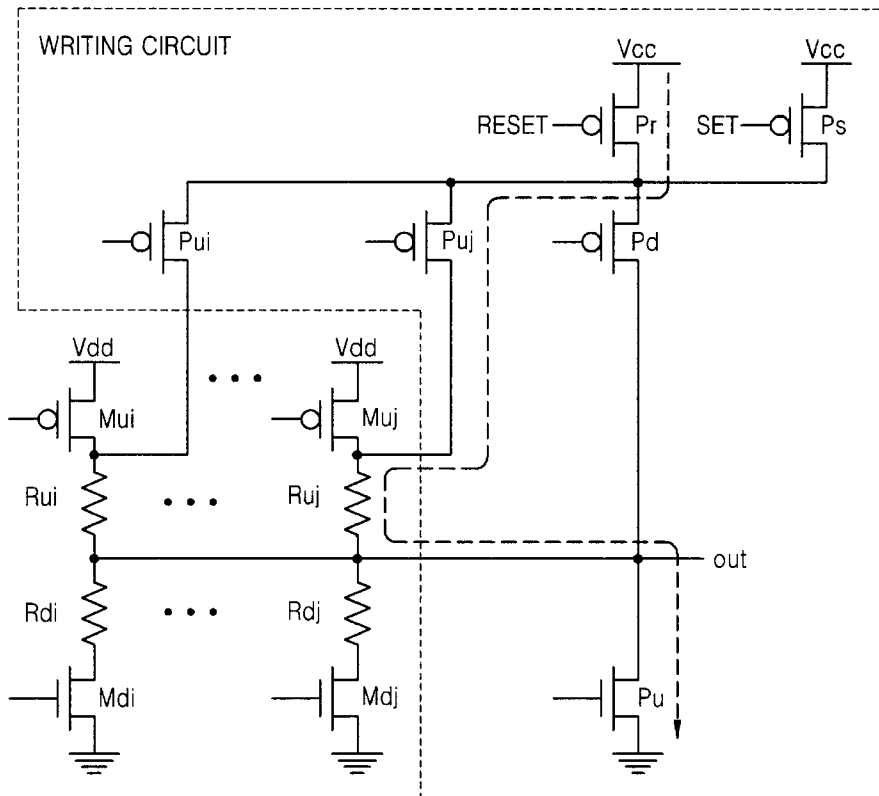 WRITING CIRCUIT
Vcc Vcc
RESET Pr SET Ps
Pui Puj Pd
Vdd Vdd
Mui Muj
Rui Ruj
out
Rdi Rdj
Mdi Mdj Pu